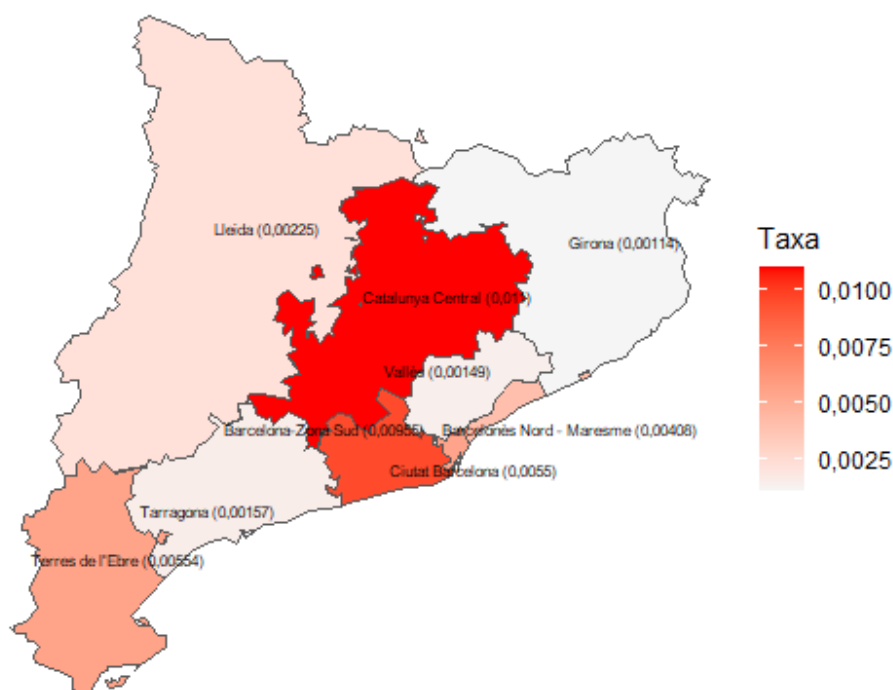 Lleida (0,00225)
Girona (0,00114)
Taxa
0,0100
0,0075
0,0050
0,0025
Catalunya Central (0,011)
Vallès (0,00149)
Barcelona-Zona Sud (0,00955)
Barcelonès Nord - Maresme (0,00408)
Ciutat Barcelona (0,0055)
Tarragona (0,00157)
Terres de l''Ebre (0,00554)